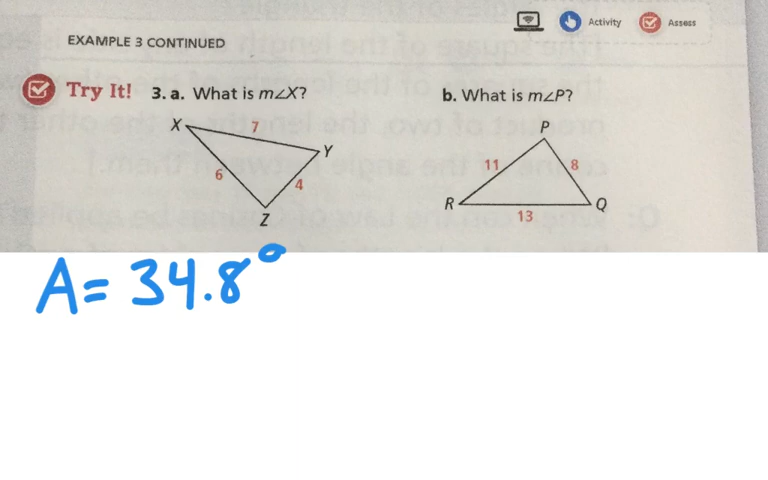 Activity Assess
EXAMPLE 3 CONTINUED
Try It! 3. a. What is m∠X?
b. What is m∠P?
X 7 Y 6 4 Z
P 11 8 R 13 Q
A = 34.8°